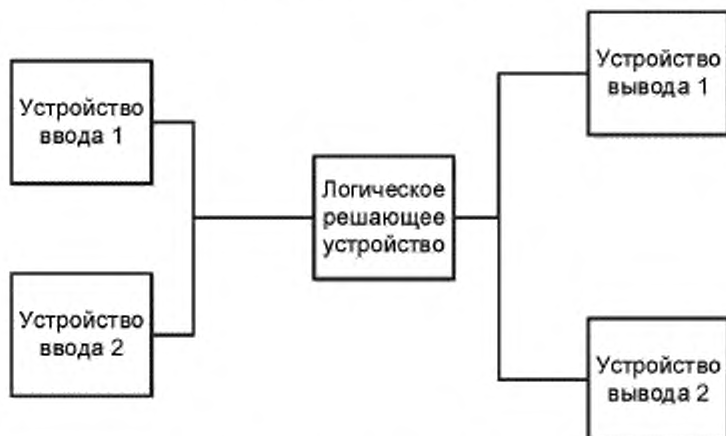 Устройство
ввода 1
Устройство
ввода 2
Логическое
решающее
устройство
Устройство
вывода 1
Устройство
вывода 2